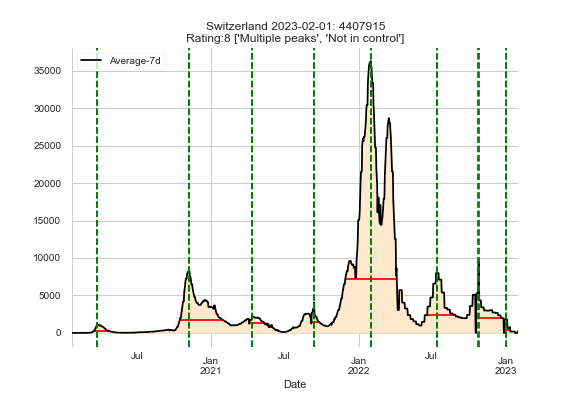 Switzerland 2023-02-01: 4407915
Rating:8 ['Multiple peaks', 'Not in control']
Average-7d
35000
30000
25000
20000
15000
10000
5000
0
Jul
Jan
2021
Jul
Jan
2022
Jul
Jan
2023
Date